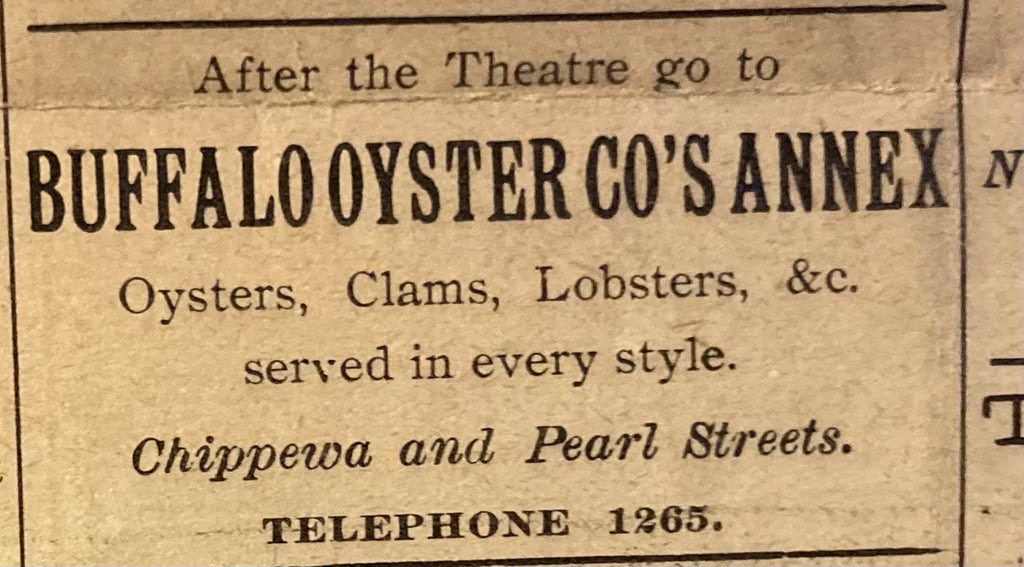 After the Theatre go to
BUFFALO OYSTER CO'S ANNEX
Oysters, Clams, Lobsters, &c.
served in every style.
Chippewa and Pearl Streets.
TELEPHONE 1265.
N
T